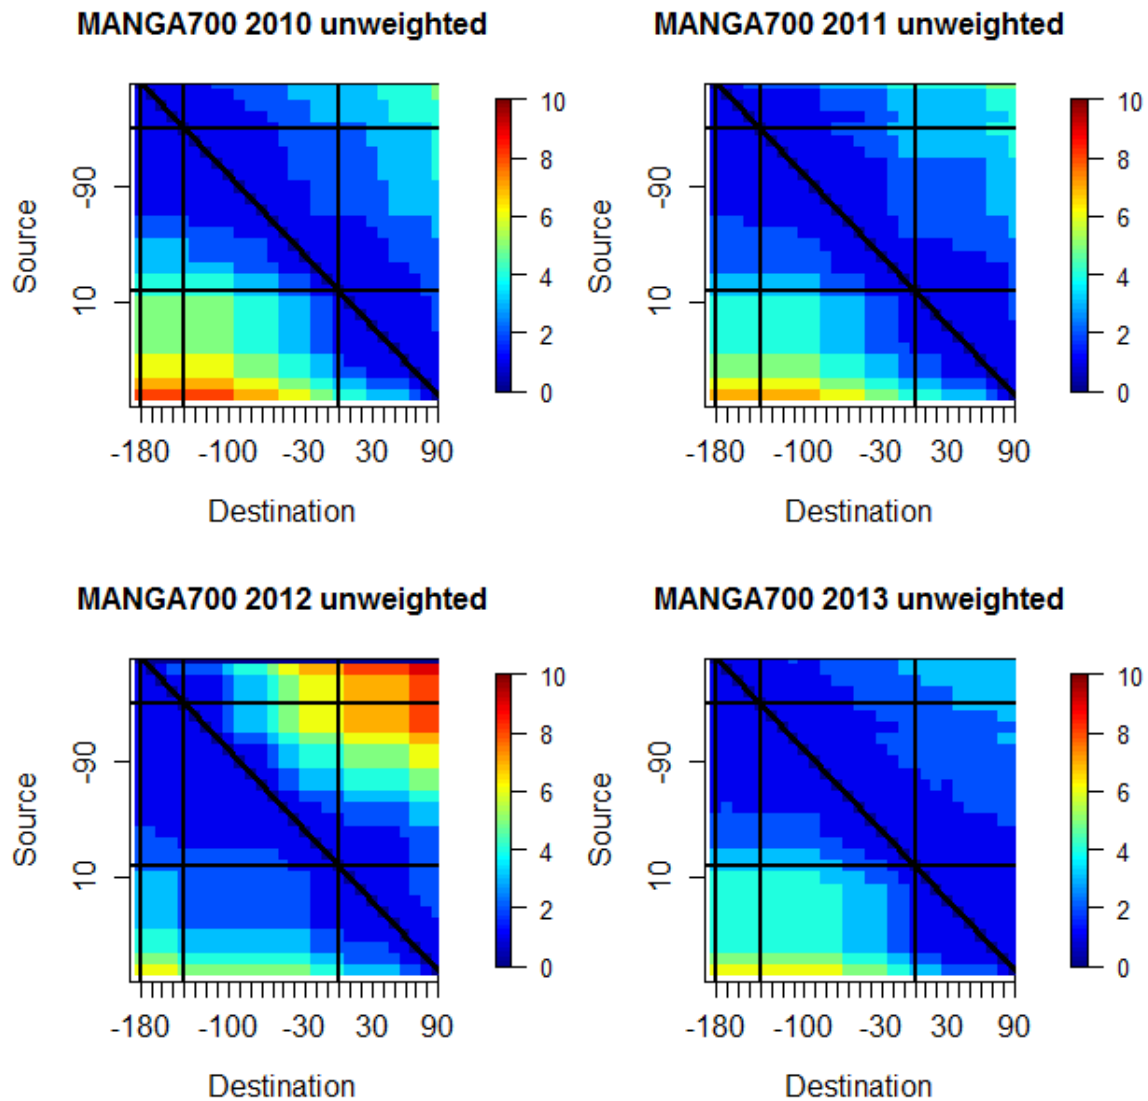 MANGA700 2010 unweighted
Source
-90
10
-180 -100 -30 30 90
Destination
10
8
6
4
2
0
MANGA700 2011 unweighted
Source
-90
10
-180 -100 -30 30 90
Destination
10
8
6
4
2
0
MANGA700 2012 unweighted
Source
-90
10
-180 -100 -30 30 90
Destination
10
8
6
4
2
0
MANGA700 2013 unweighted
Source
-90
10
-180 -100 -30 30 90
Destination
10
8
6
4
2
0